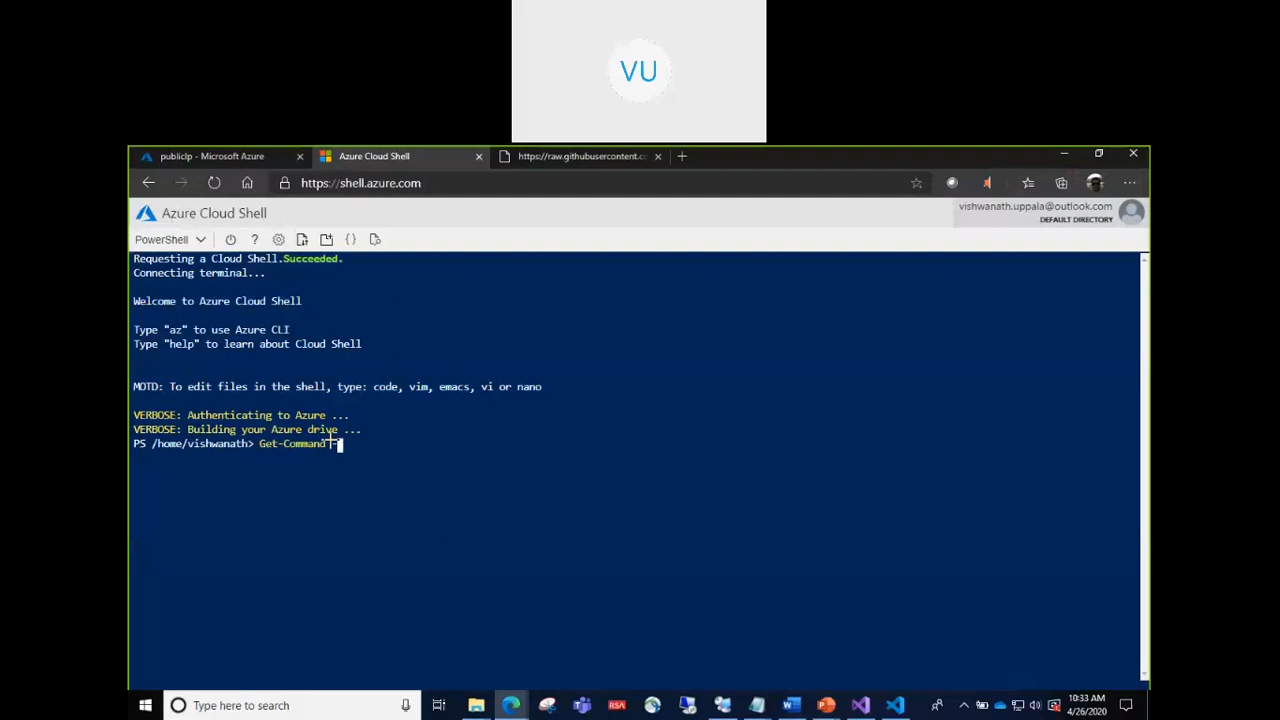 VU
publicIp - Microsoft Azure
Azure Cloud Shell
https://raw.githubusercontent.cc
https://shell.azure.com
Azure Cloud Shell
vishwanath.uppala@outlook.com
DEFAULT DIRECTORY
PowerShell
Requesting a Cloud Shell.Succeeded.
Connecting terminal...
Welcome to Azure Cloud Shell
Type "az" to use Azure CLI
Type "help" to learn about Cloud Shell
MOTD: To edit files in the shell, type: code, vim, emacs, vi or nano
VERBOSE: Authenticating to Azure ...
VERBOSE: Building your Azure drive ...
PS /home/vishwanath> Get-Command -
Type here to search
RSA
10:33 AM
4/26/2020